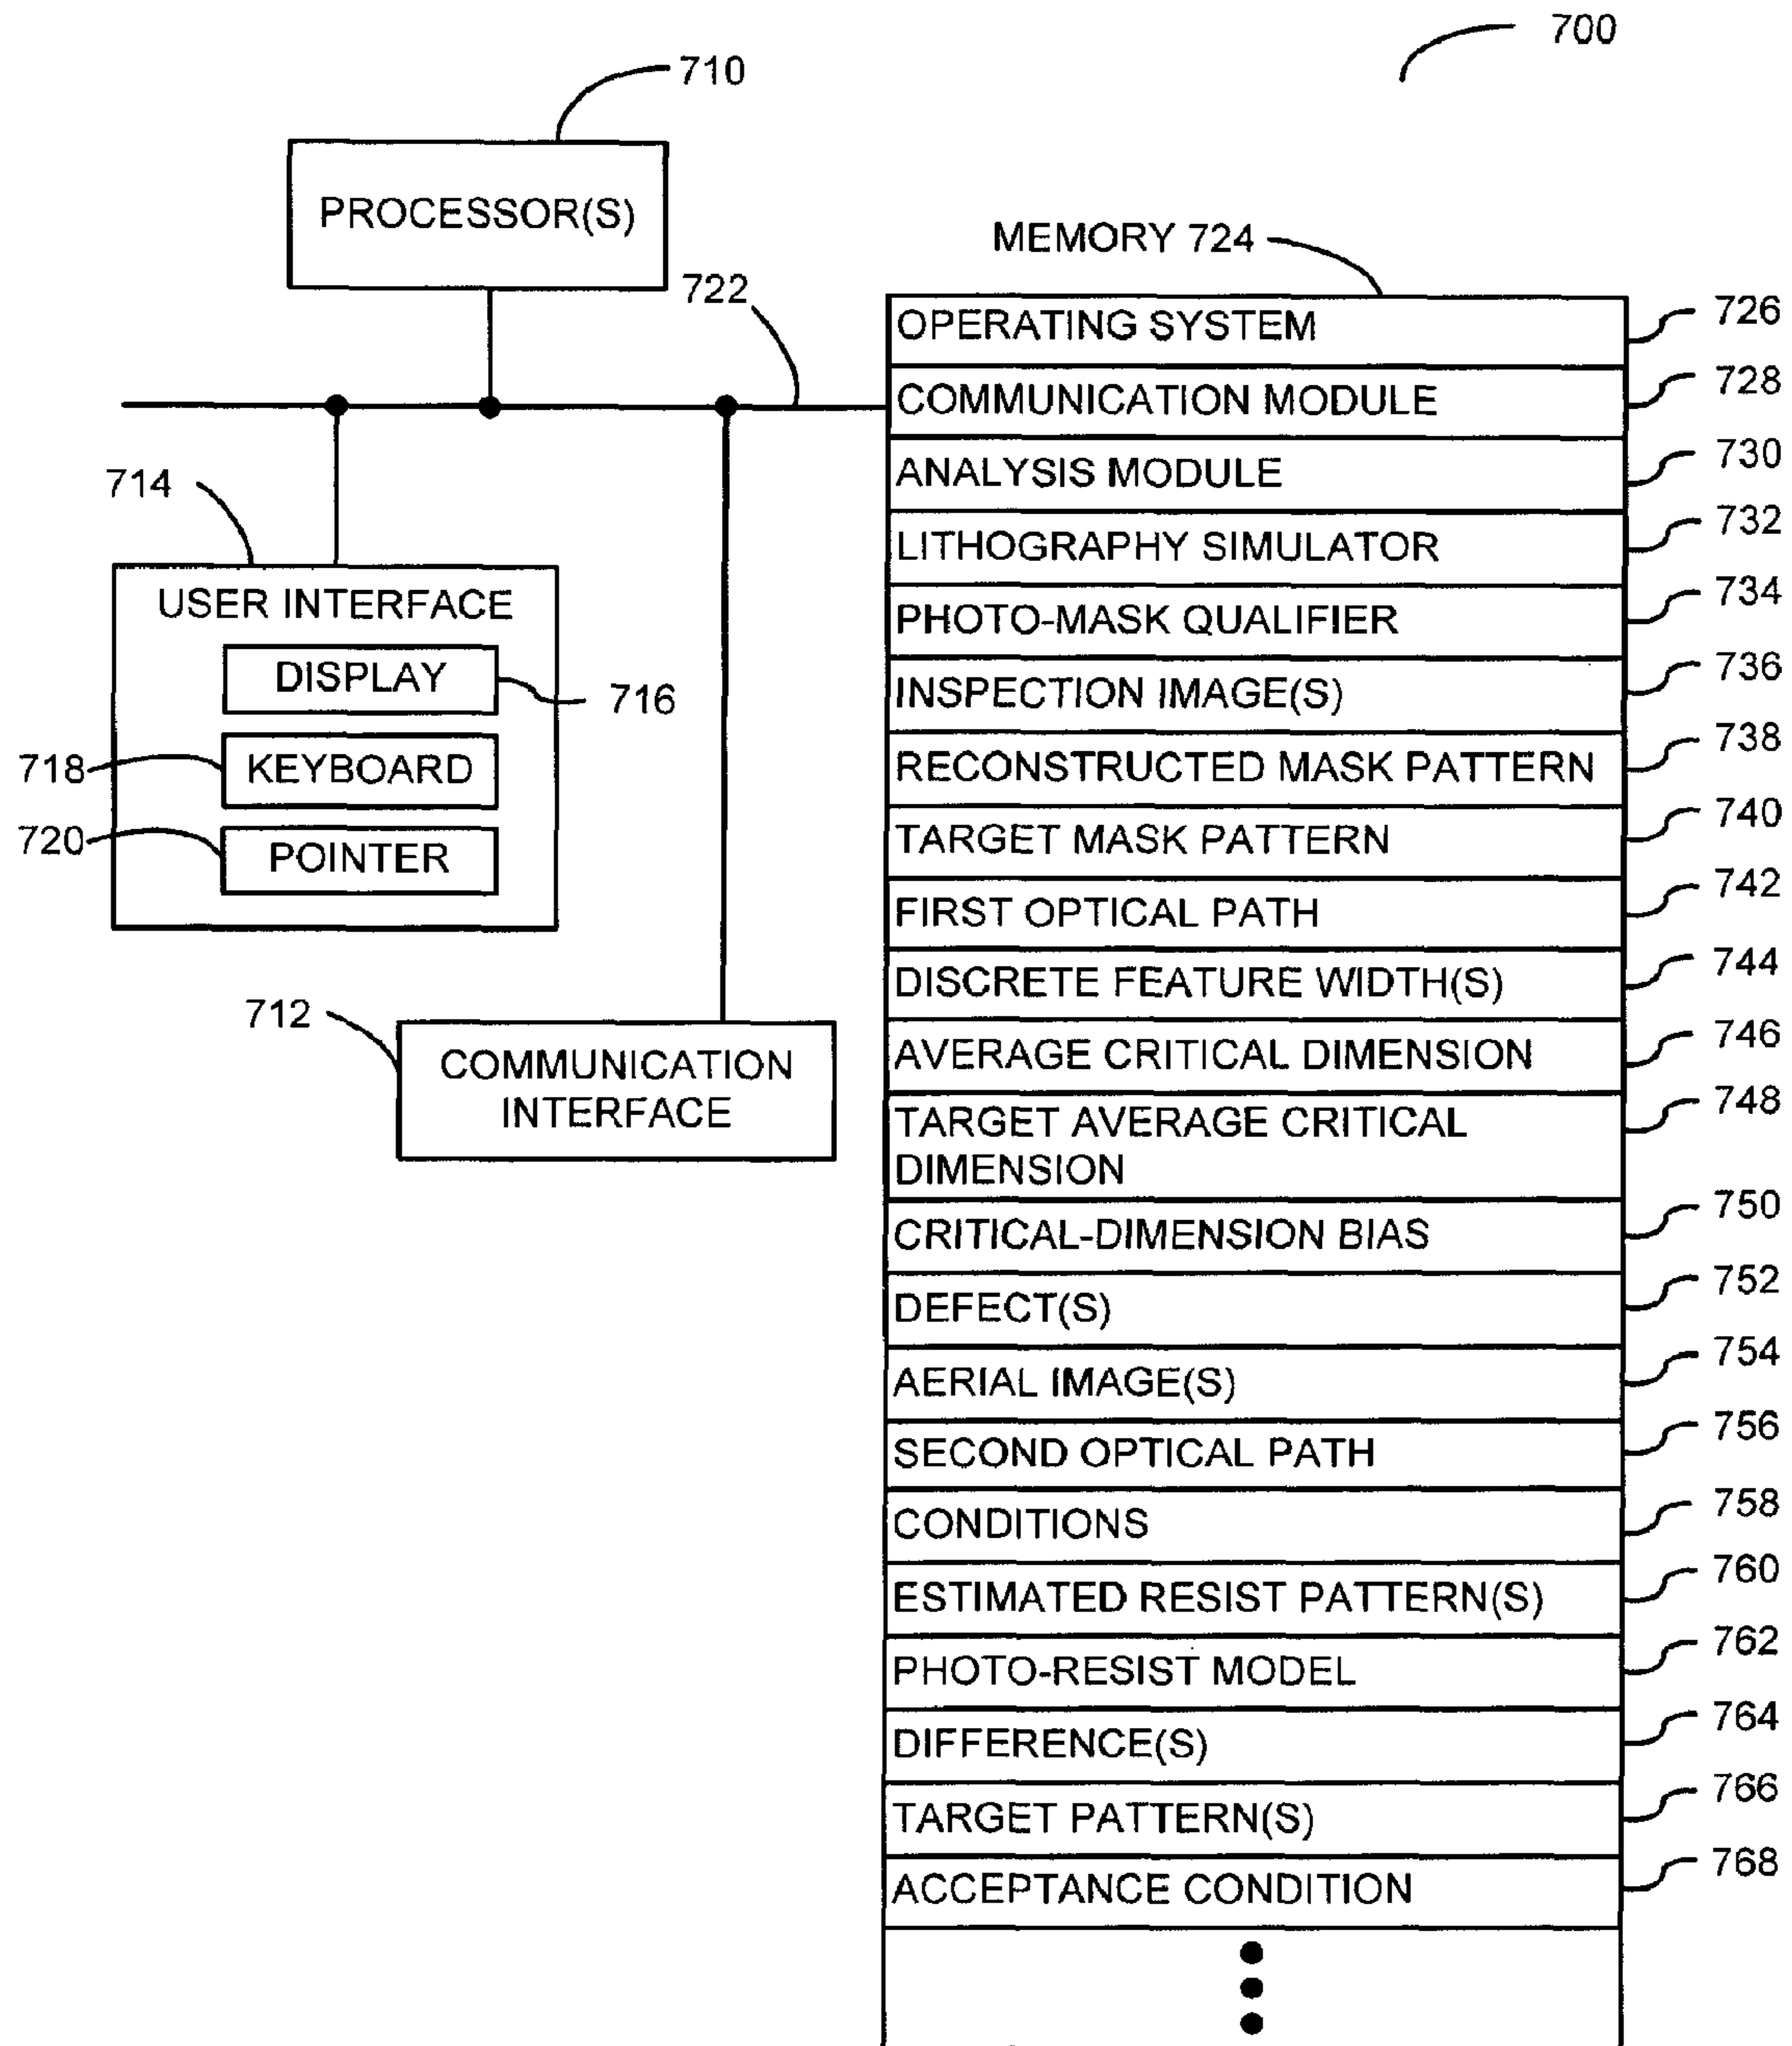 700
710
PROCESSOR(S)
MEMORY 724
722
714
USER INTERFACE
DISPLAY
716
718
KEYBOARD
720
POINTER
712
COMMUNICATION
INTERFACE
OPERATING SYSTEM 726
COMMUNICATION MODULE 728
ANALYSIS MODULE 730
LITHOGRAPHY SIMULATOR 732
PHOTO-MASK QUALIFIER 734
INSPECTION IMAGE(S) 736
RECONSTRUCTED MASK PATTERN 738
TARGET MASK PATTERN 740
FIRST OPTICAL PATH 742
DISCRETE FEATURE WIDTH(S) 744
AVERAGE CRITICAL DIMENSION 746
TARGET AVERAGE CRITICAL 748
DIMENSION
CRITICAL-DIMENSION BIAS 750
DEFECT(S) 752
AERIAL IMAGE(S) 754
SECOND OPTICAL PATH 756
CONDITIONS 758
ESTIMATED RESIST PATTERN(S) 760
PHOTO-RESIST MODEL 762
DIFFERENCE(S) 764
TARGET PATTERN(S) 766
ACCEPTANCE CONDITION 768